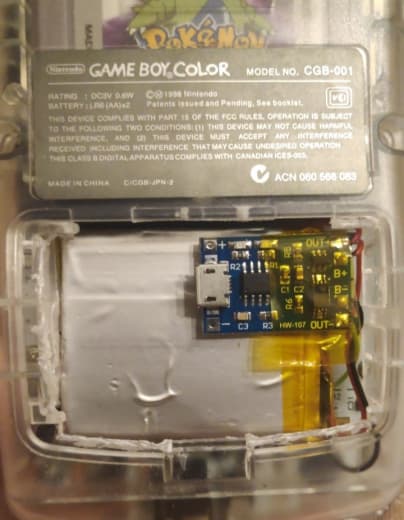 POKéMON
Nintendo GAME BOY COLOR MODEL NO. CGB-001
RATING : DC3V 0.6W
BATTERY : LR6 (AA)x2
©Ⓜ 1998 Nintendo
Patents Issued and Pending, See booklet.
THIS DEVICE COMPLIES WITH PART 15 OF THE FCC RULES, OPERATION IS SUBJECT
TO THE FOLLOWING TWO CONDITIONS: (1) THIS DEVICE MAY NOT CAUSE HARMFUL
INTERFERENCE, AND (2) THIS DEVICE MUST ACCEPT ANY INTERFERENCE
RECEIVED INCLUDING INTERFERENCE THAT MAY CAUSE UNDESIRED OPERATION
THIS CLASS B DIGITAL APPARATUS COMPLIES WITH CANADIAN ICES-003.
MADE IN CHINA C/CGB-JPN-2
ACN 060 566 083
+
R2
R1
R5
OUT+
B+
C1
C2
B-
R6
-
C3
R3
HW-107
OUT-